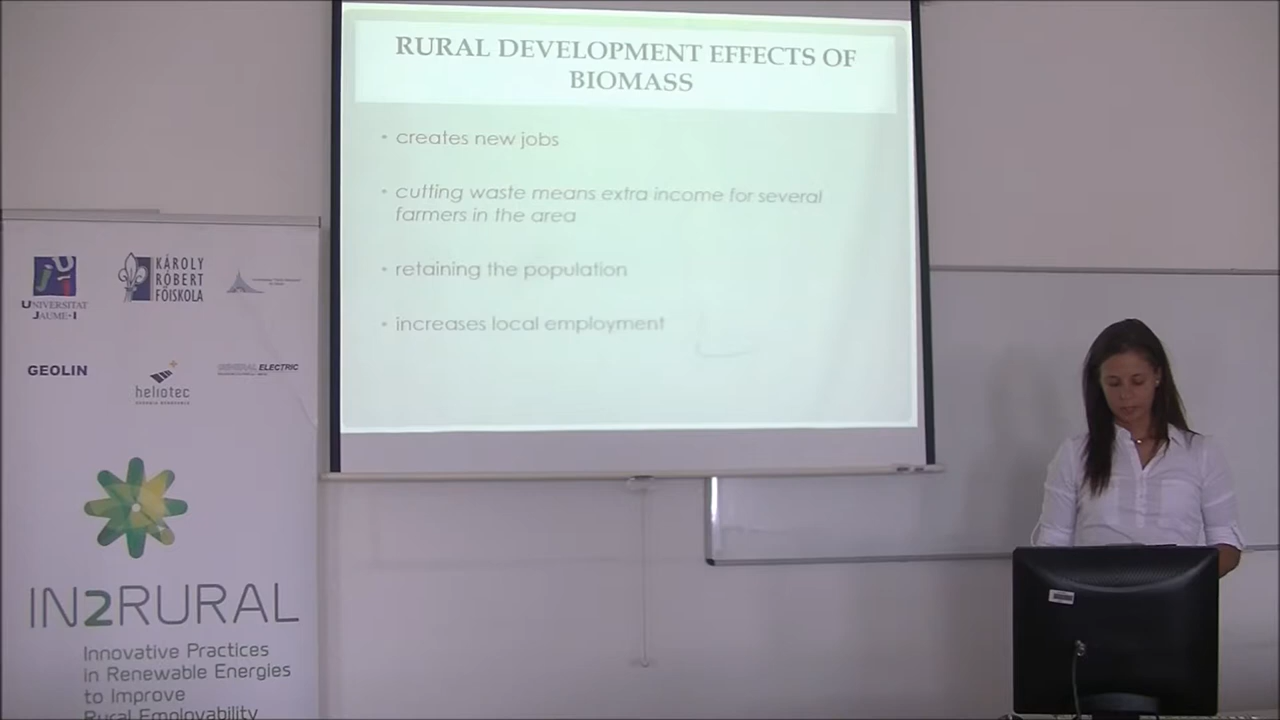 RURAL DEVELOPMENT EFFECTS OF
BIOMASS
• creates new jobs
• cutting waste means extra income for several
farmers in the area
• retaining the population
• increases local employment
UNIVERSITAT
JAUME·I
KÁROLY
RÓBERT
FŐISKOLA
GEOLIN
heliotec
GENERAL ELECTRIC
IN2RURAL
Innovative Practices
in Renewable Energies
to Improve
Rural Employability